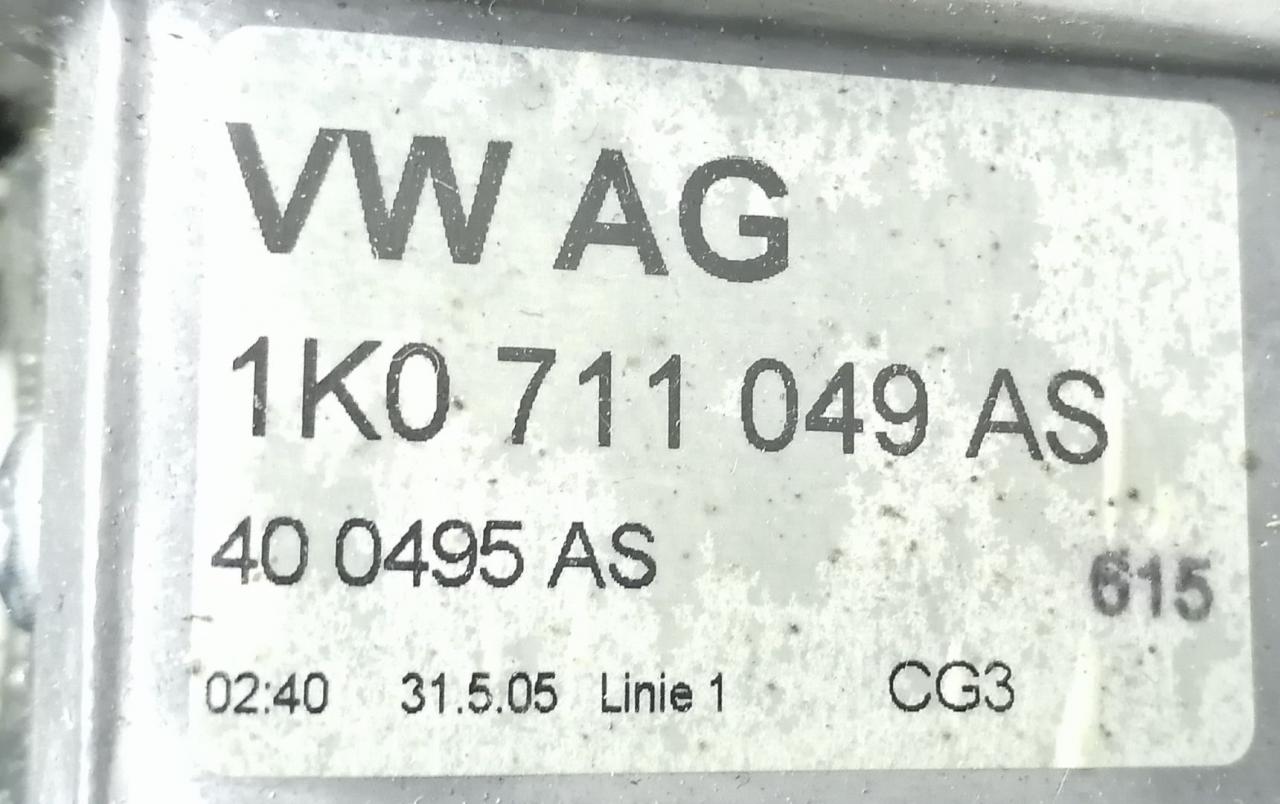 VW AG
1K0 711 049 AS
40 0495 AS
615
02:40 31.5.05 Linie 1 CG3